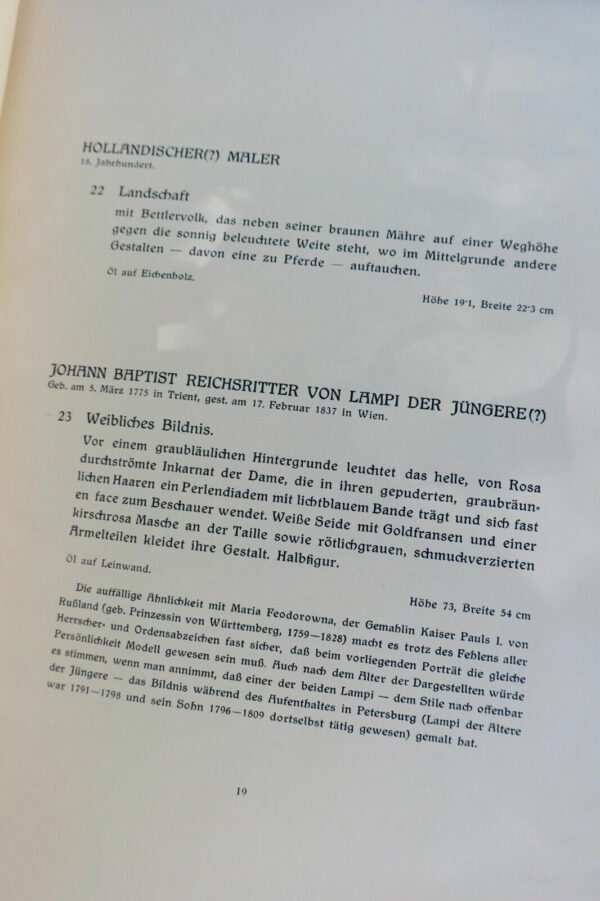 HOLLÄNDISCHER(?) MALER
18. Jahrhundert.
22 Landschaft
mit Bettlervolk, das neben seiner braunen Mähre auf einer Weghöhe
gegen die sonnig beleuchtete Weite steht, wo im Mittelgrunde andere
Gestalten — davon eine zu Pferde — auftauchen.
Öl auf Eichenholz.
Höhe 19·1, Breite 22·3 cm
JOHANN BAPTIST REICHSRITTER VON LAMPI DER JÜNGERE(?)
Geb. am 5. März 1775 in Trient, gest. am 17. Februar 1837 in Wien.
23 Weibliches Bildnis.
Vor einem graubläulichen Hintergrunde leuchtet das helle, von Rosa
durchströmte Inkarnat der Dame, die in ihren gepuderten, graubräun-
lichen Haaren ein Perlendiadem mit lichtblauem Bande trägt und sich fast
en face zum Beschauer wendet. Weiße Seide mit Goldfransen und einer
kirschrosa Masche an der Taille sowie rötlichgrauen, schmuckverzierten
Ärmelteilen kleidet ihre Gestalt. Halbfigur.
Öl auf Leinwand.
Höhe 73, Breite 54 cm
Die auffällige Ähnlichkeit mit Maria Feodorowna, der Gemahlin Kaiser Pauls I. von
Rußland (geb. Prinzessin von Württemberg, 1759—1828) macht es trotz des Fehlens aller
Herrscher- und Ordensabzeichen fast sicher, daß beim vorliegenden Porträt die gleiche
Persönlichkeit Modell gewesen sein muß. Auch nach dem Alter der Dargestellten würde
es stimmen, wenn man annimmt, daß einer der beiden Lampi — dem Stile nach offenbar
der Jüngere — das Bildnis während des Aufenthaltes in Petersburg (Lampi der Ältere
war 1791—1798 und sein Sohn 1796—1809 dortselbst tätig gewesen) gemalt hat.
19